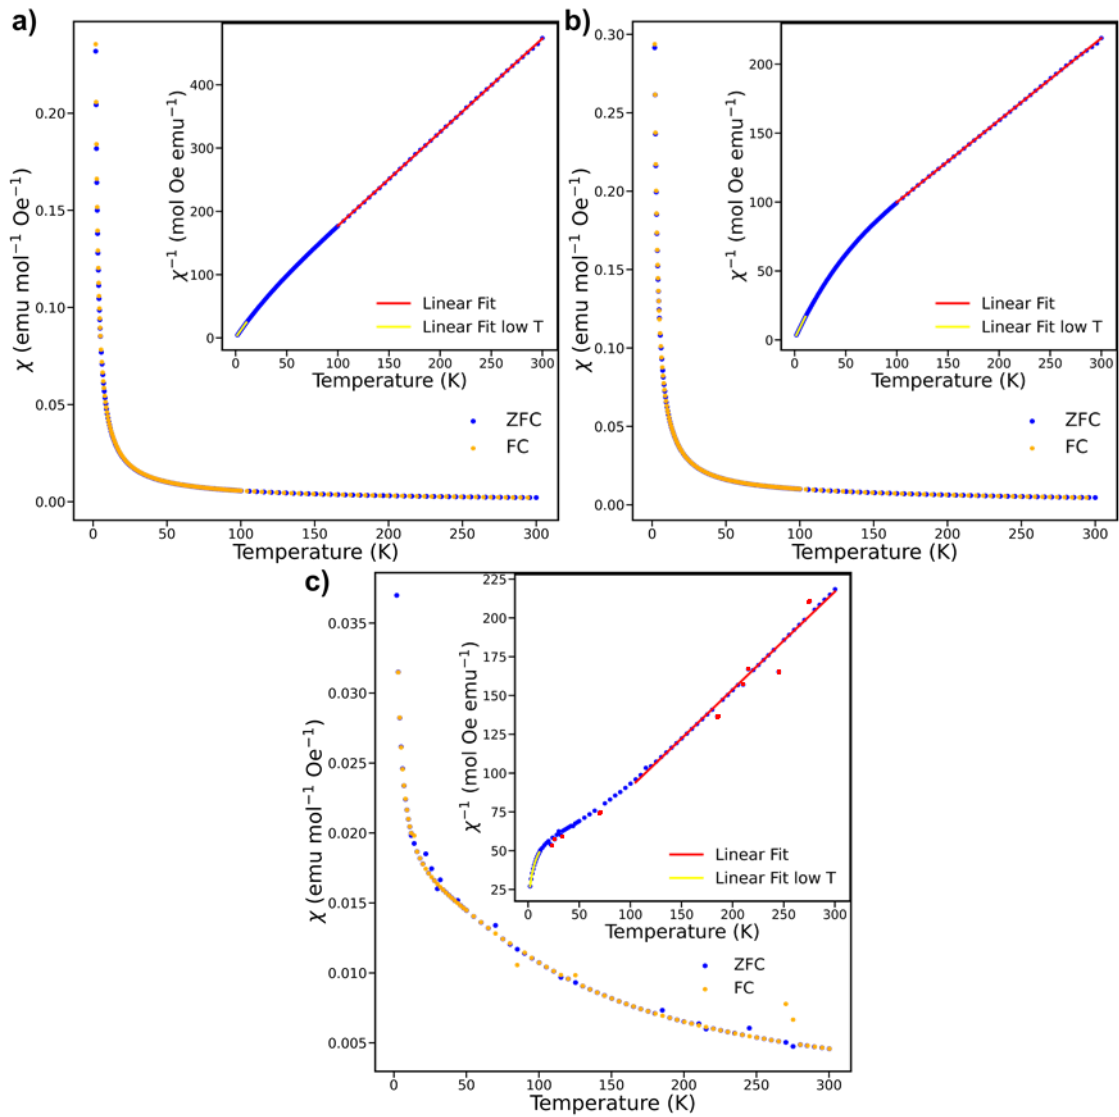 a)
χ (emu mol⁻¹ Oe⁻¹)
0.20
0.15
0.10
0.05
0.00
0 50 100 150 200 250 300
Temperature (K)
ZFC
FC
χ⁻¹ (mol Oe emu⁻¹)
400
300
200
100
0
0 50 100 150 200 250 300
Temperature (K)
Linear Fit
Linear Fit low T
b)
χ (emu mol⁻¹ Oe⁻¹)
0.30
0.25
0.20
0.15
0.10
0.05
0.00
0 50 100 150 200 250 300
Temperature (K)
ZFC
FC
χ⁻¹ (mol Oe emu⁻¹)
200
150
100
50
0
0 50 100 150 200 250 300
Temperature (K)
Linear Fit
Linear Fit low T
c)
χ (emu mol⁻¹ Oe⁻¹)
0.035
0.030
0.025
0.020
0.015
0.010
0.005
0 50 100 150 200 250 300
Temperature (K)
ZFC
FC
χ⁻¹ (mol Oe emu⁻¹)
225
200
175
150
125
100
75
50
25
0 50 100 150 200 250 300
Temperature (K)
Linear Fit
Linear Fit low T